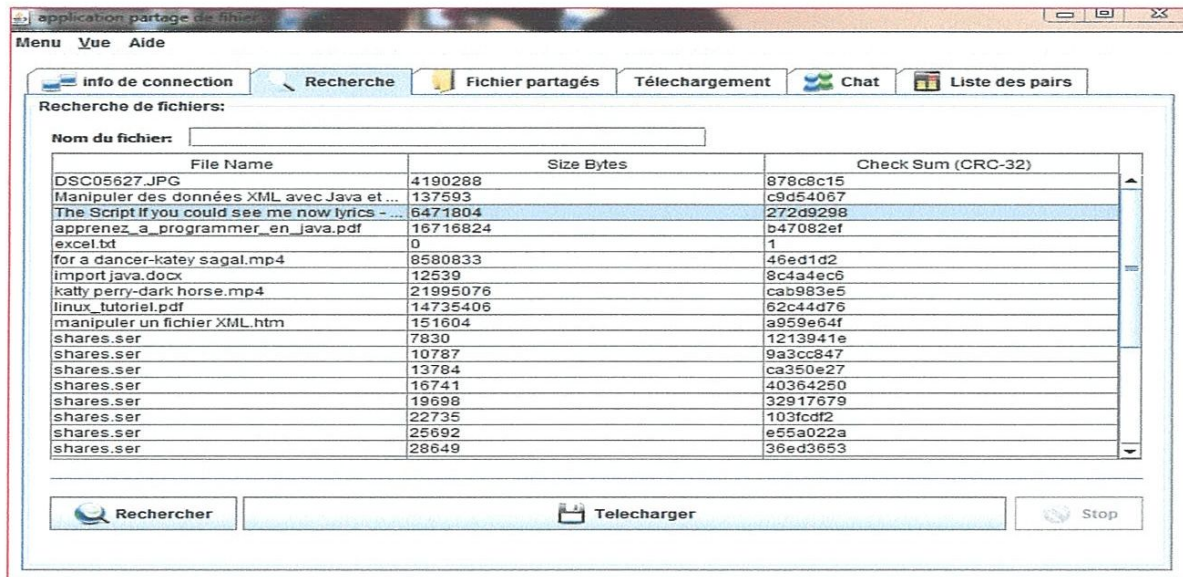 application partage de fihier
Menu Vue Aide
info de connection Recherche Fichier partagés Télechargement Chat Liste des pairs
Recherche de fichiers:
Nom du fichier:
File Name Size Bytes Check Sum (CRC-32)
DSC05627.JPG 4190288 878c8c15
Manipuler des données XML avec Java et ... 137593 c9d54067
The Script If you could see me now lyrics - ... 6471804 272d9298
apprenez_a_programmer_en_java.pdf 16716824 b47082ef
excel.txt 0 1
for a dancer-katey sagal.mp4 8580833 46ed1d2
import java.docx 12539 8c4a4ec6
katty perry-dark horse.mp4 21995076 cab983e5
linux_tutoriel.pdf 14735406 62c44d76
manipuler un fichier XML.htm 151604 a959e64f
shares.ser 7830 1213941e
shares.ser 10787 9a3cc847
shares.ser 13784 ca350e27
shares.ser 16741 40364250
shares.ser 19698 32917679
shares.ser 22735 103fcdf2
shares.ser 25692 e55a022a
shares.ser 28649 36ed3653
Rechercher Telecharger Stop